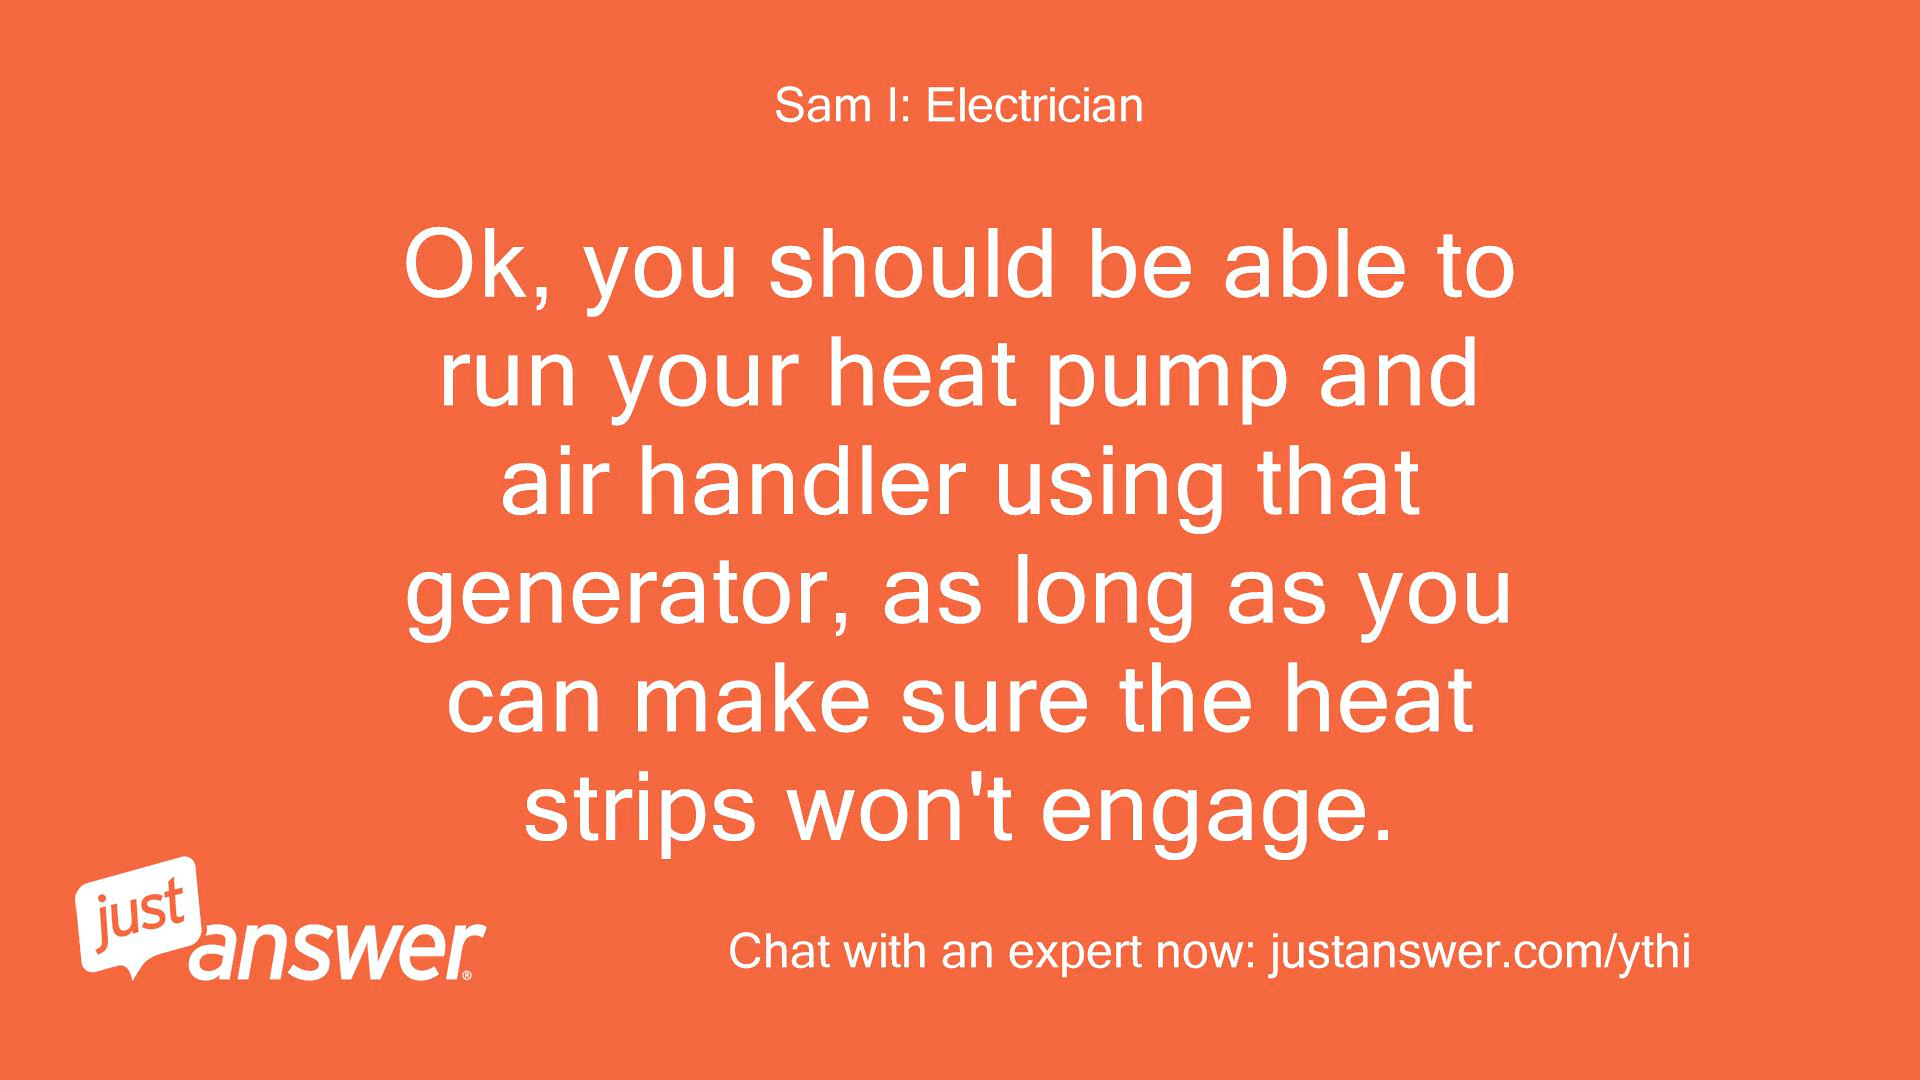 Sam I: Electrician
Ok, you should be able to
run your heat pump and
air handler using that
generator, as long as you
can make sure the heat
strips won't engage.
just
answer®
Chat with an expert now: justanswer.com/ythi